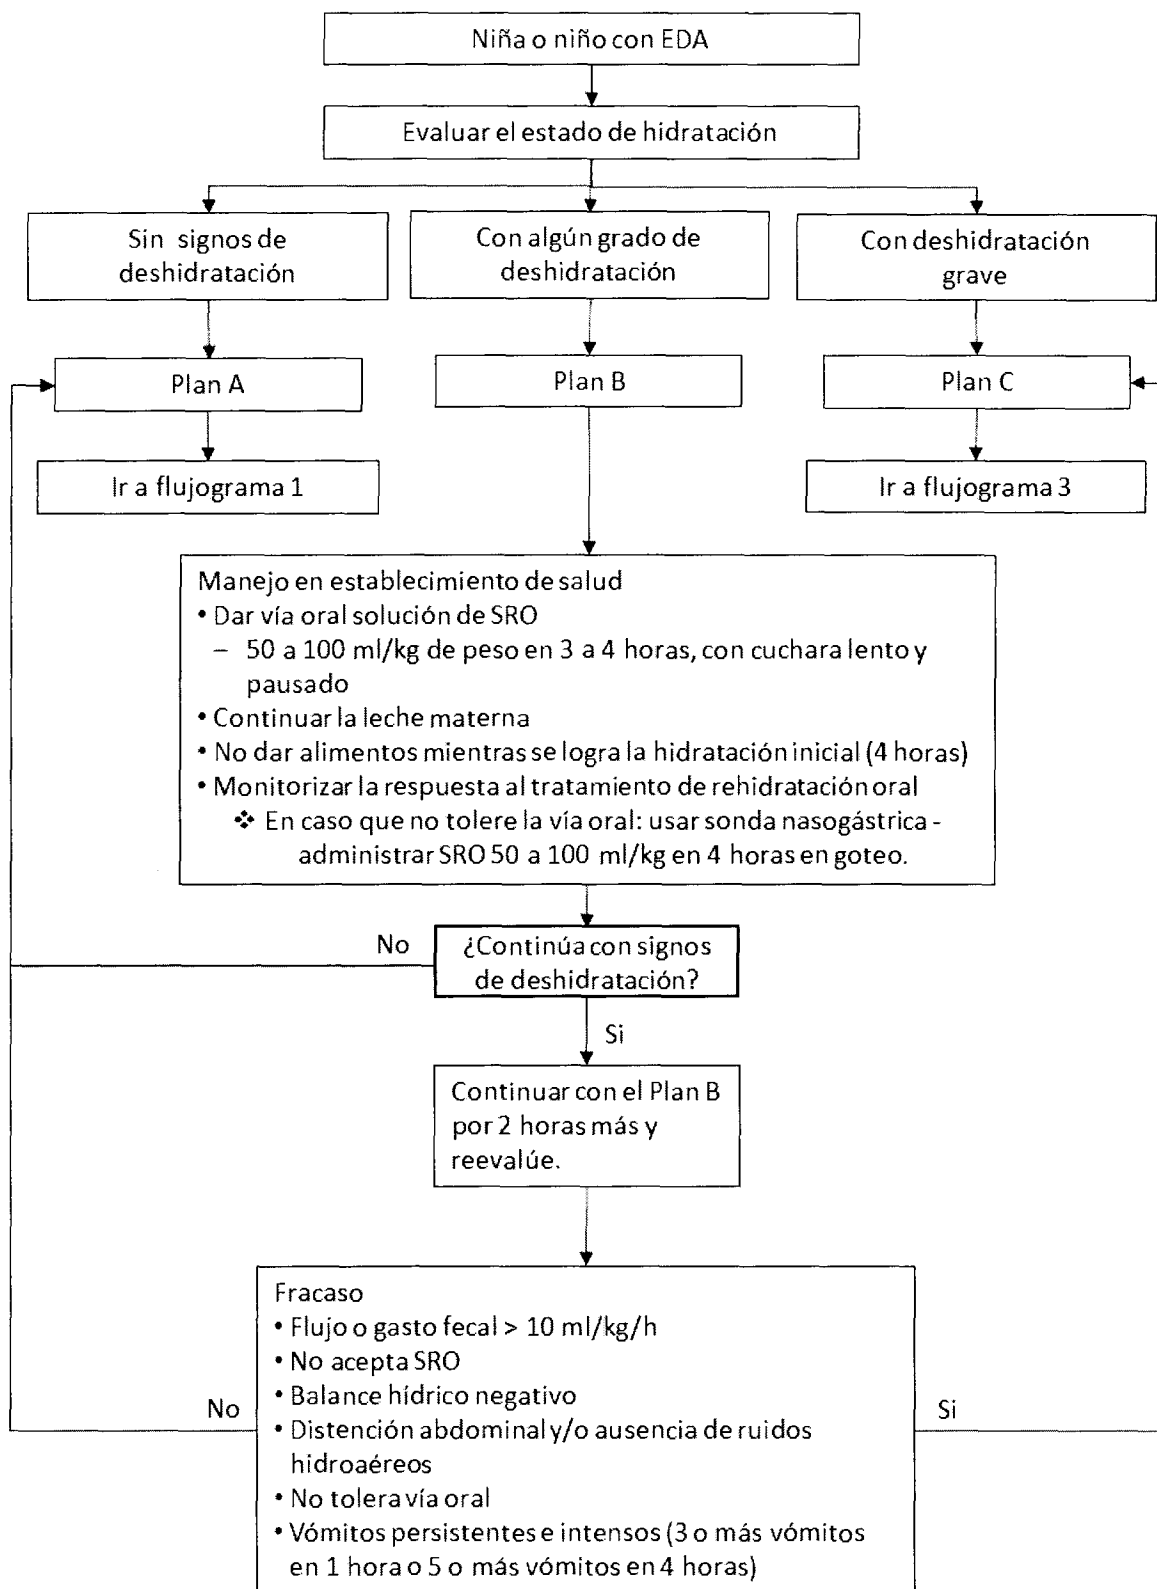 Niña o niño con EDA
Evaluar el estado de hidratación
Sin signos de
deshidratación
Con algún grado de
deshidratación
Con deshidratación
grave
Plan A
Plan B
Plan C
Ir a flujograma 1
Ir a flujograma 3
Manejo en establecimiento de salud
• Dar vía oral solución de SRO
– 50 a 100 ml/kg de peso en 3 a 4 horas, con cuchara lento y
pausado
• Continuar la leche materna
• No dar alimentos mientras se logra la hidratación inicial (4 horas)
• Monitorizar la respuesta al tratamiento de rehidratación oral
❖ En caso que no tolere la vía oral: usar sonda nasogástrica -
administrar SRO 50 a 100 ml/kg en 4 horas en goteo.
No
¿Continúa con signos
de deshidratación?
Si
Continuar con el Plan B
por 2 horas más y
reevalúe.
Fracaso
• Flujo o gasto fecal > 10 ml/kg/h
• No acepta SRO
• Balance hídrico negativo
• Distención abdominal y/o ausencia de ruidos
hidroaéreos
• No tolera vía oral
• Vómitos persistentes e intensos (3 o más vómitos
en 1 hora o 5 o más vómitos en 4 horas)
No
Si